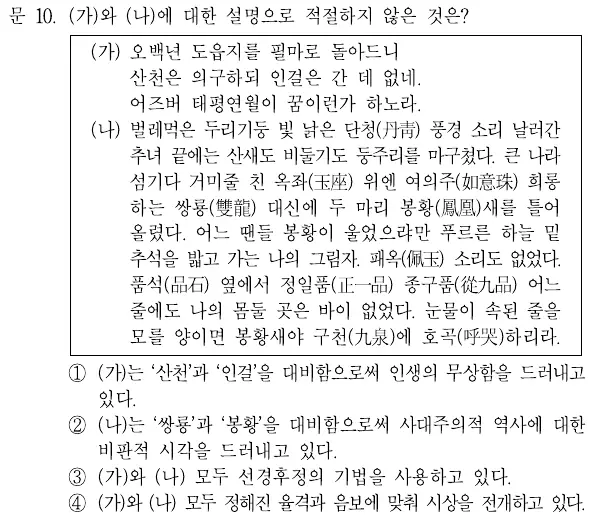 문 10. (가)와 (나)에 대한 설명으로 적절하지 않은 것은?
(가) 오백년 도읍지를 필마로 돌아드니
산천은 의구하되 인걸은 간 데 없네.
어즈버 태평연월이 꿈이런가 하노라.
(나) 벌레먹은 두리기둥 빛 낡은 단청(丹靑) 풍경 소리 날러간
추녀 끝에는 산새도 비둘기도 둥주리를 마구쳤다. 큰 나라
섬기다 거미줄 친 옥좌(玉座) 위엔 여의주(如意珠) 희롱
하는 쌍룡(雙龍) 대신에 두 마리 봉황(鳳凰)새를 틀어
올렸다. 어느 땐들 봉황이 울었으랴만 푸르른 하늘 밑
추석을 밟고 가는 나의 그림자. 패옥(佩玉) 소리도 없었다.
품석(品石) 옆에서 정일품(正一品) 종구품(從九品) 어느
줄에도 나의 몸둘 곳은 바이 없었다. 눈물이 속된 줄을
모를 양이면 봉황새야 구천(九泉)에 호곡(呼哭)하리라.
① (가)는 ‘산천’과 ‘인걸’을 대비함으로써 인생의 무상함을 드러내고
있다.
② (나)는 ‘쌍룡’과 ‘봉황’을 대비함으로써 사대주의적 역사에 대한
비판적 시각을 드러내고 있다.
③ (가)와 (나) 모두 선경후정의 기법을 사용하고 있다.
④ (가)와 (나) 모두 정해진 율격과 음보에 맞춰 시상을 전개하고 있다.